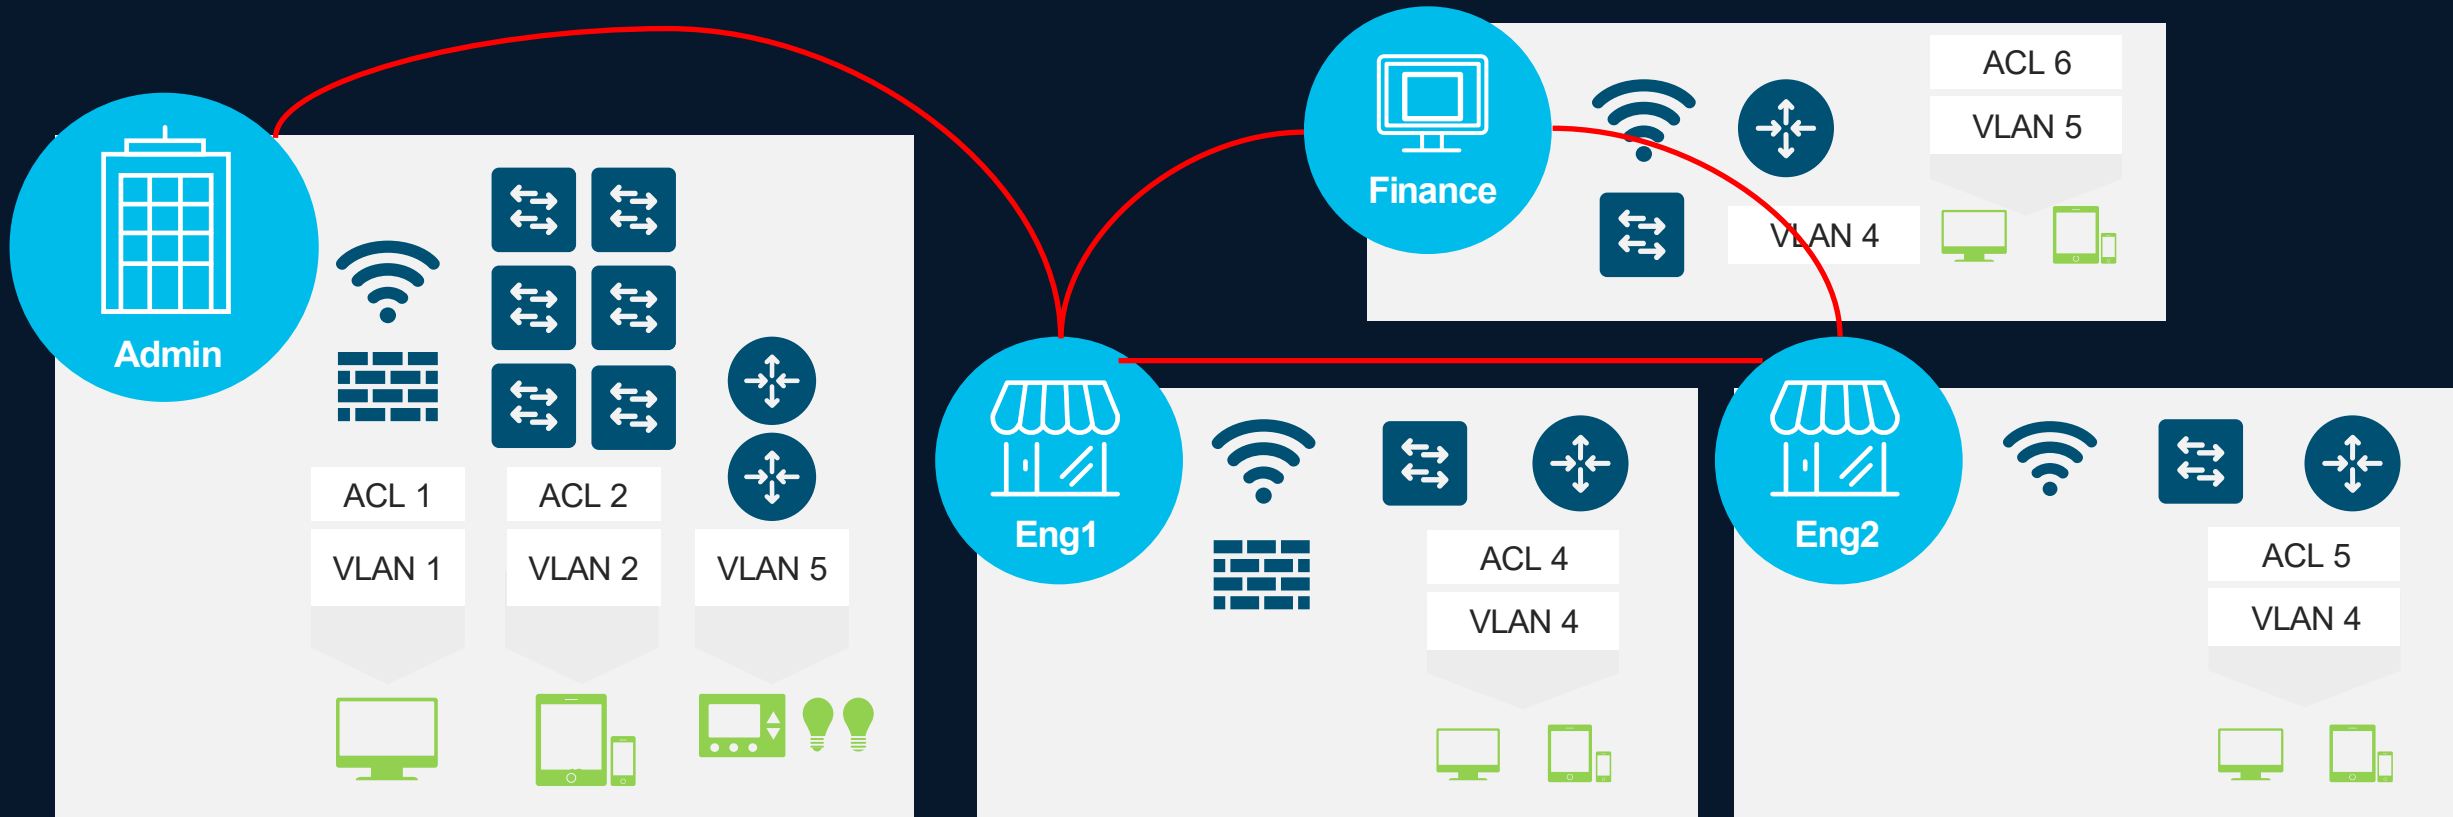 Admin
ACL 1
VLAN 1
ACL 2
VLAN 2
VLAN 5
Finance
ACL 6
VLAN 5
VLAN 4
Eng1
ACL 4
VLAN 4
Eng2
ACL 5
VLAN 4